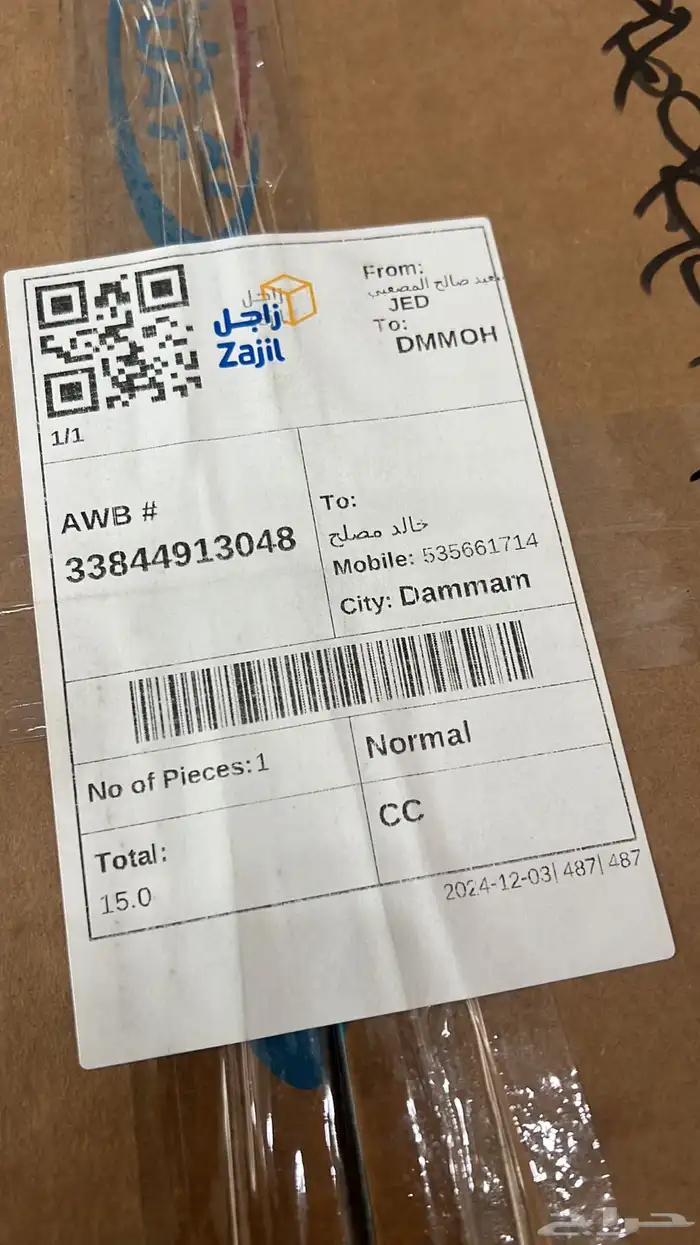 زاجل
Zajil
From:
صالح
JED
To:
DMMOH
1/1
AWB #
33844913048
To:
خالد مصلح
Mobile: 535661714
City: Dammam
No of Pieces:1
Normal
CC
Total:
15.0
2024-12-03| 487| 487
حراج